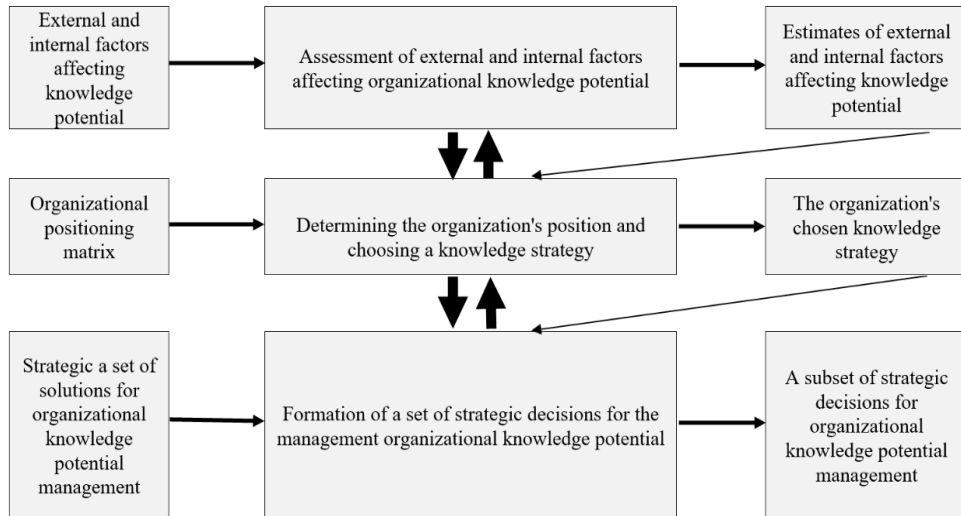 External and
internal factors
affecting
knowledge
potential
Assessment of external and internal factors
affecting organizational knowledge potential
Estimates of external
and internal factors
affecting knowledge
potential
Organizational
positioning
matrix
Determining the organization's position and
choosing a knowledge strategy
The organization's
chosen knowledge
strategy
Strategic a set of
solutions for
organizational
knowledge
potential
management
Formation of a set of strategic decisions for the
management organizational knowledge potential
A subset of strategic
decisions for
organizational
knowledge potential
management